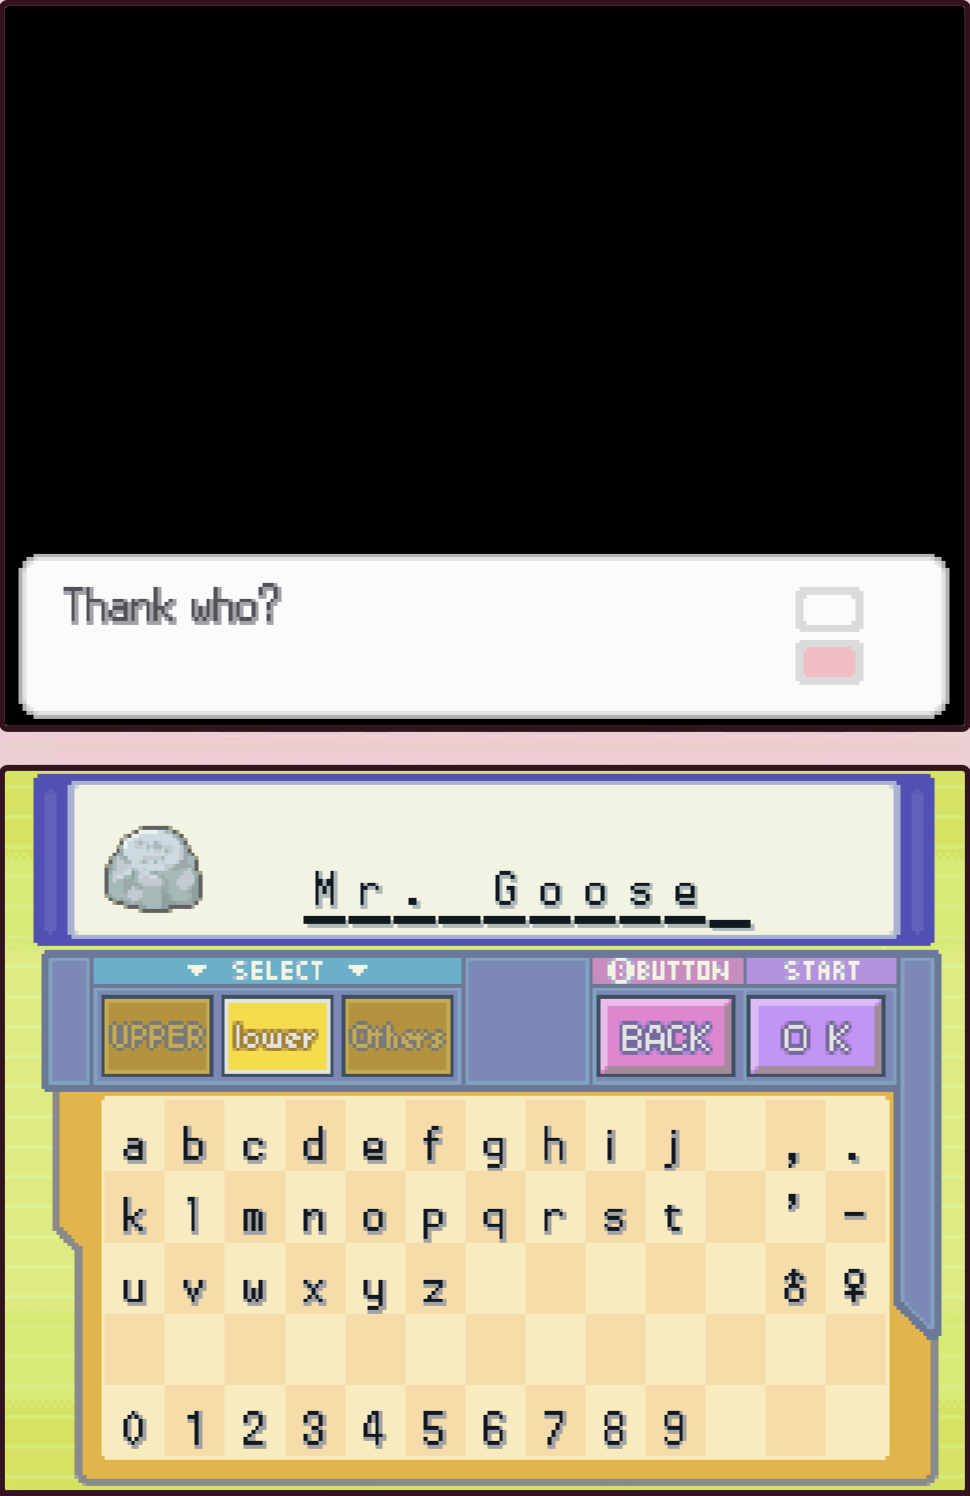 Thank who?
Mr. Goose_
SELECT
BUTTON
START
UPPER
lower
Others
BACK
OK
a b c d e f g h i j , .
k l m n o p q r s t ’ -
u v w x y z ♂ ♀
0 1 2 3 4 5 6 7 8 9